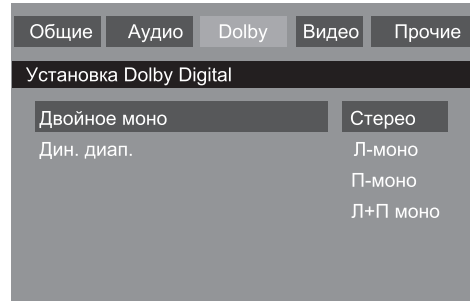 Общие Аудио Dolby Видео Прочие
Установка Dolby Digital
Двойное моно Стерео
Дин. диап. Л-моно
П-моно
Л+П моно